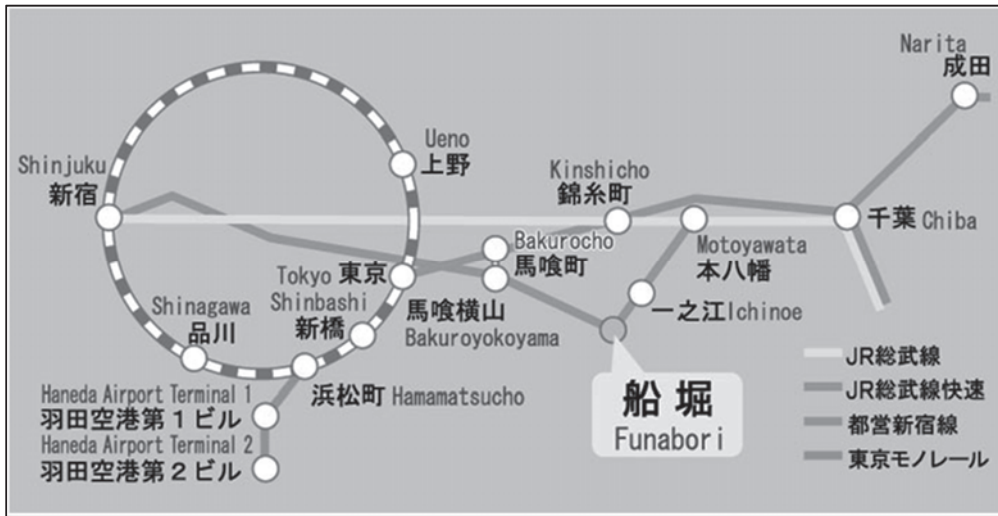 Narita
成田
Ueno
上野
Shinjuku
新宿
Kinshicho
錦糸町
千葉 Chiba
Bakurocho
馬喰町
Motoyawata
本八幡
Tokyo 東京
Shinbashi
新橋
Shinagawa
品川
馬喰横山
Bakuroyokoyama
一之江 Ichinoe
浜松町 Hamamatsucho
Haneda Airport Terminal 1
羽田空港第1ビル
Haneda Airport Terminal 2
羽田空港第2ビル
船堀
Funabori
JR総武線
JR総武線快速
都営新宿線
東京モノレール